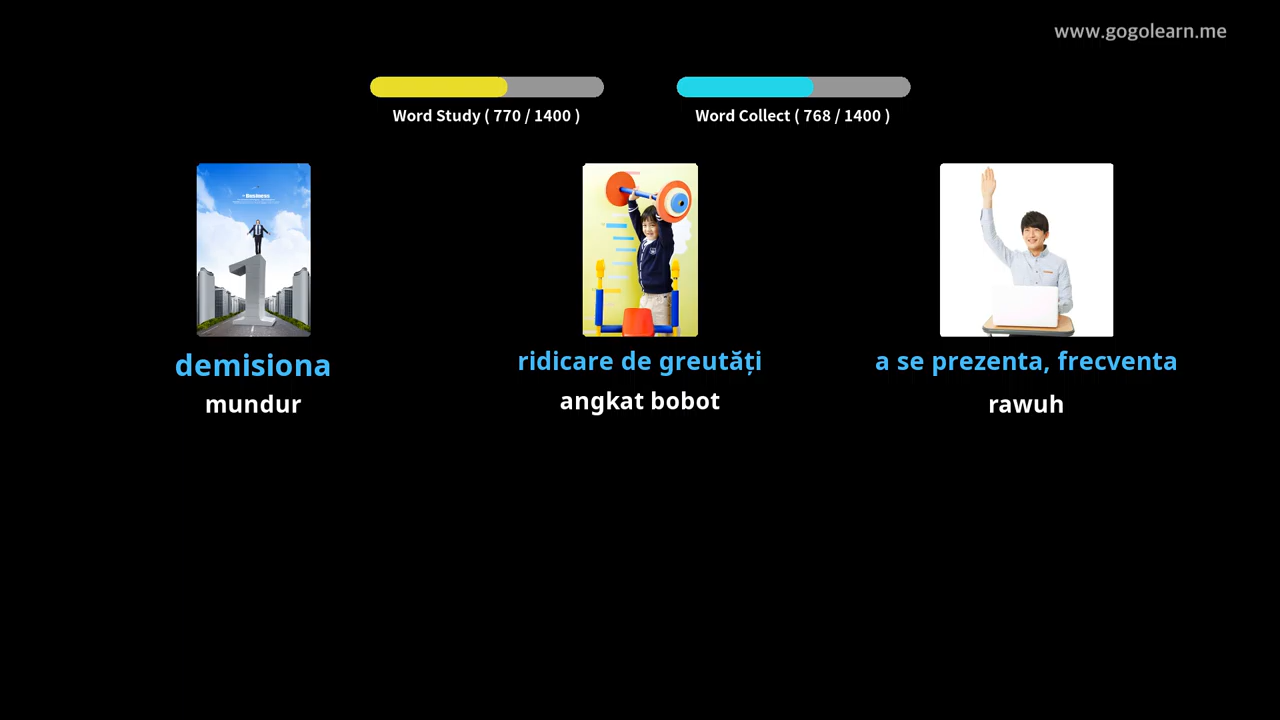 www.gogolearn.me
Word Study ( 770 / 1400 )
Word Collect ( 768 / 1400 )
Business
demisiona
ridicare de greutăți
a se prezenta, frecventa
mundur
angkat bobot
rawuh